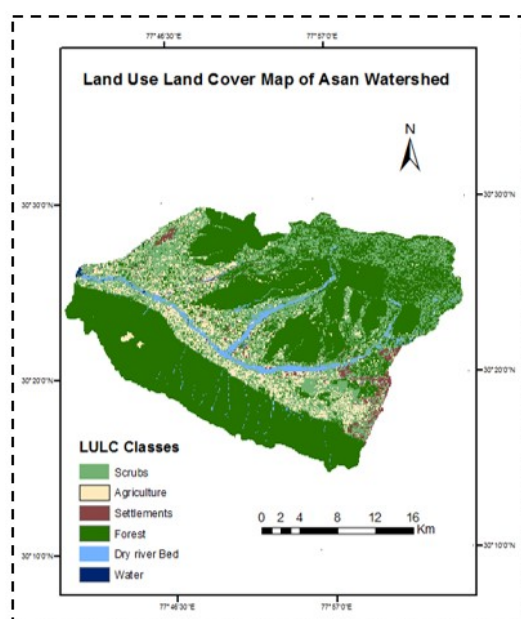 77°46'30"E 77°57'0"E
Land Use Land Cover Map of Asan Watershed
N
30°30'0"N 30°30'0"N
30°20'0"N 30°20'0"N
LULC Classes
Scrubs
Agriculture
Settlements
Forest
Dry river Bed
Water
0 2 4 8 12 16
Km
30°10'0"N 30°10'0"N
77°46'30"E 77°57'0"E